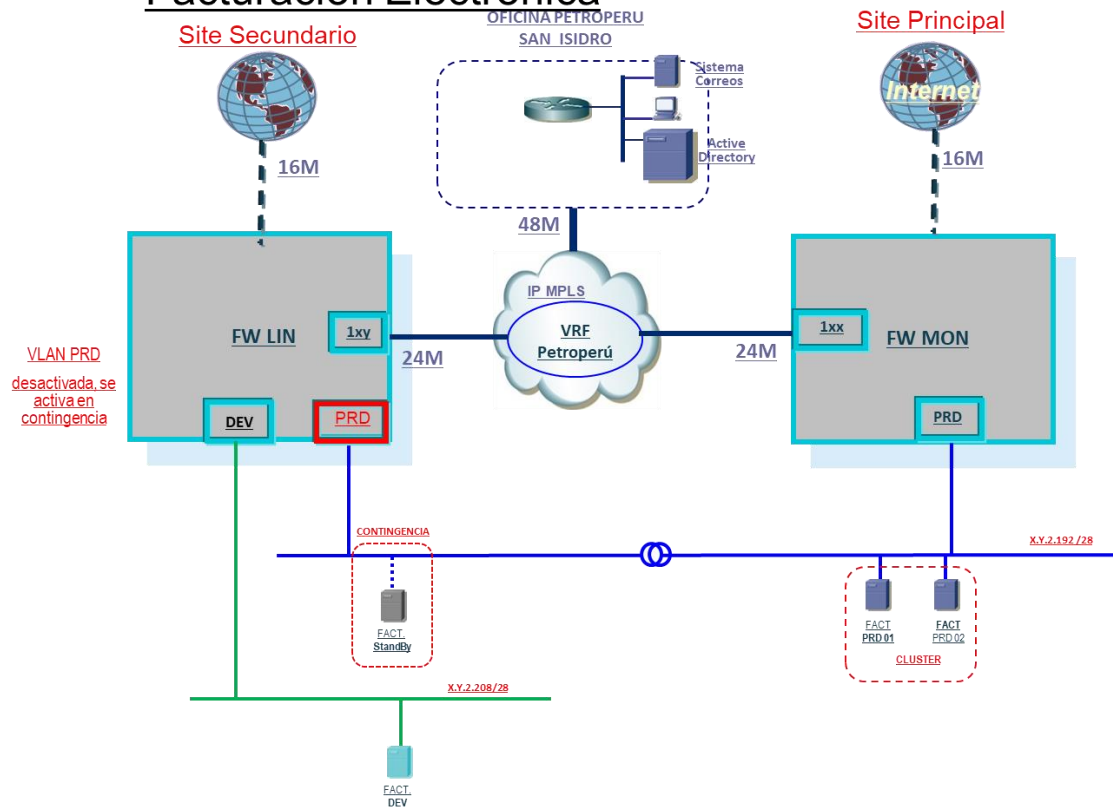 Facturación Electrónica
Site Secundario
OFICINA PETROPERU
SAN ISIDRO
Site Principal
Sistema
Correos
Internet
Active
Directory
16M
16M
48M
IP MPLS
VRF
Petroperú
FW LIN
1xy
24M
24M
1xx
FW MON
VLAN PRD
desactivada, se
activa en
contingencia
DEV
PRD
PRD
CONTINGENCIA
X.Y.2.192 /28
FACT.
StandBy
FACT
PRD 01
FACT
PRD 02
CLUSTER
X.Y.2.208/28
FACT.
DEV